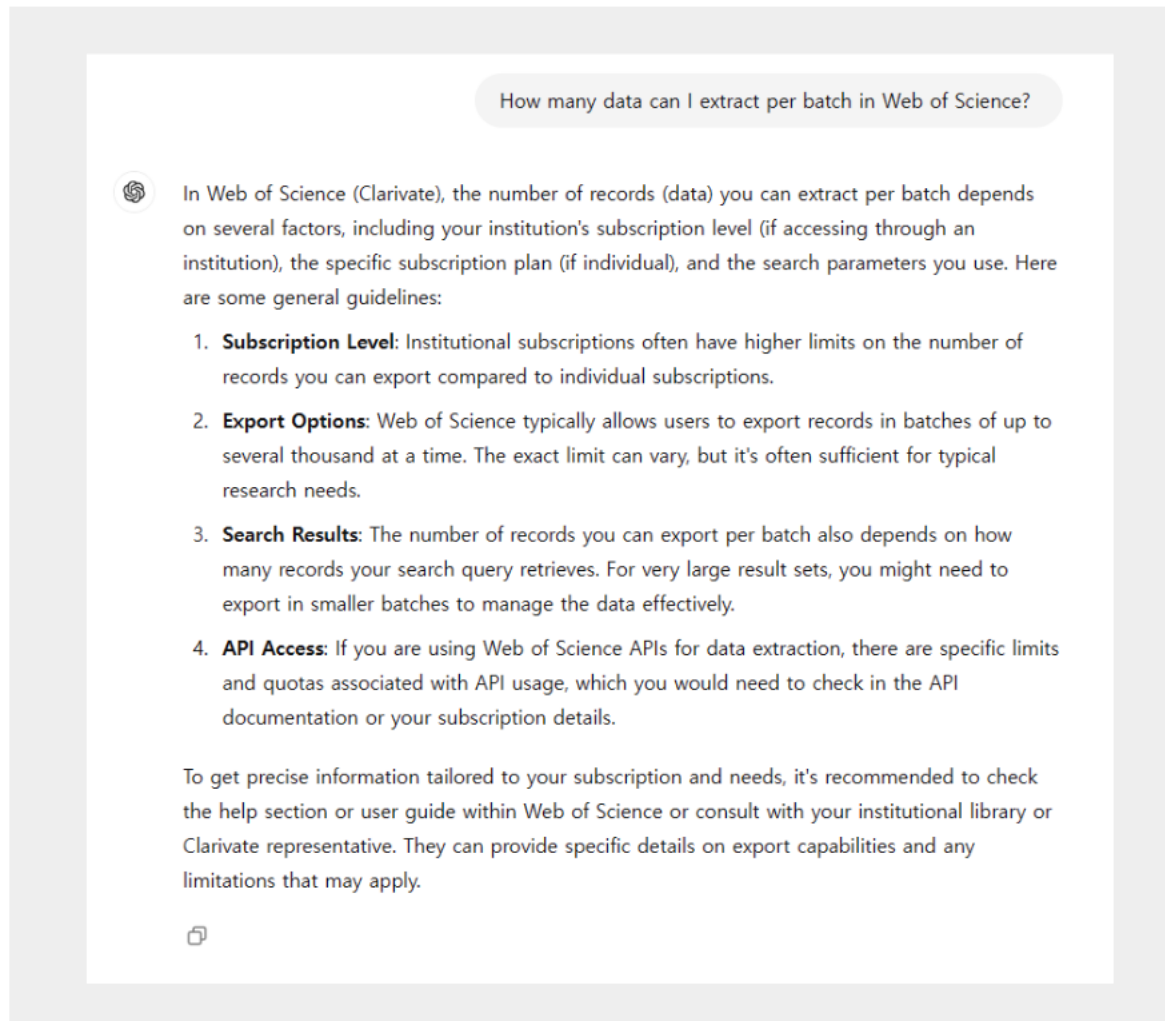 How many data can I extract per batch in Web of Science?
In Web of Science (Clarivate), the number of records (data) you can extract per batch depends
on several factors, including your institution's subscription level (if accessing through an
institution), the specific subscription plan (if individual), and the search parameters you use. Here
are some general guidelines:
1. Subscription Level: Institutional subscriptions often have higher limits on the number of
records you can export compared to individual subscriptions.
2. Export Options: Web of Science typically allows users to export records in batches of up to
several thousand at a time. The exact limit can vary, but it's often sufficient for typical
research needs.
3. Search Results: The number of records you can export per batch also depends on how
many records your search query retrieves. For very large result sets, you might need to
export in smaller batches to manage the data effectively.
4. API Access: If you are using Web of Science APIs for data extraction, there are specific limits
and quotas associated with API usage, which you would need to check in the API
documentation or your subscription details.
To get precise information tailored to your subscription and needs, it's recommended to check
the help section or user guide within Web of Science or consult with your institutional library or
Clarivate representative. They can provide specific details on export capabilities and any
limitations that may apply.